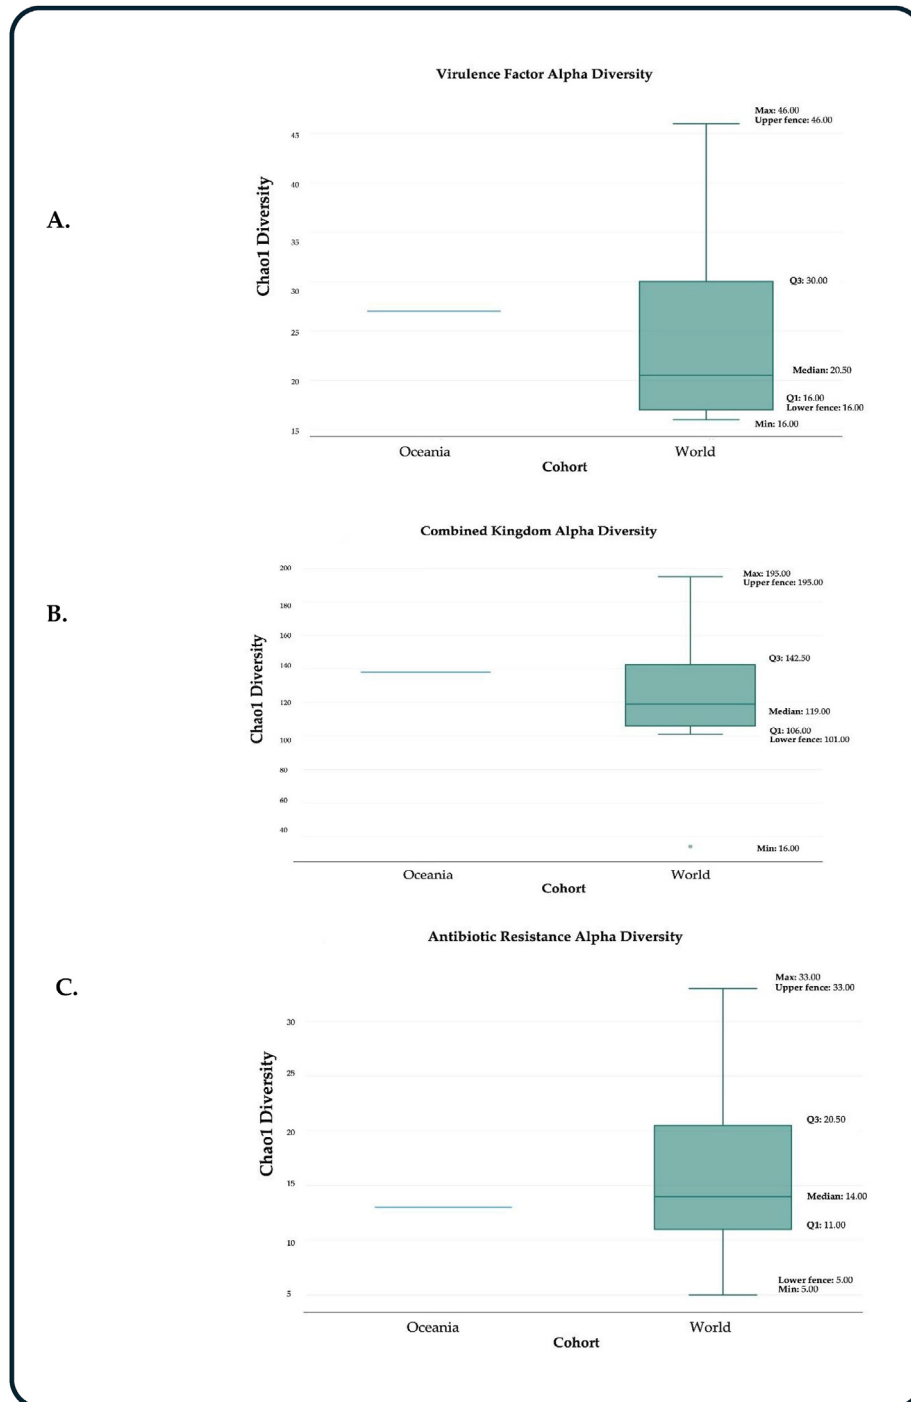 Virulence Factor Alpha Diversity
A.
Chao1 Diversity
45
40
35
30
25
20
15
Max: 46.00
Upper fence: 46.00
Q3: 30.00
Median: 20.50
Q1: 16.00
Lower fence: 16.00
Min: 16.00
Oceania
World
Cohort
Combined Kingdom Alpha Diversity
B.
Chao1 Diversity
200
180
160
140
120
100
80
60
40
Max: 195.00
Upper fence: 195.00
Q3: 142.50
Median: 119.00
Q1: 106.00
Lower fence: 101.00
Min: 16.00
Oceania
World
Cohort
Antibiotic Resistance Alpha Diversity
C.
Chao1 Diversity
30
25
20
15
10
5
Max: 33.00
Upper fence: 33.00
Q3: 20.50
Median: 14.00
Q1: 11.00
Lower fence: 5.00
Min: 5.00
Oceania
World
Cohort